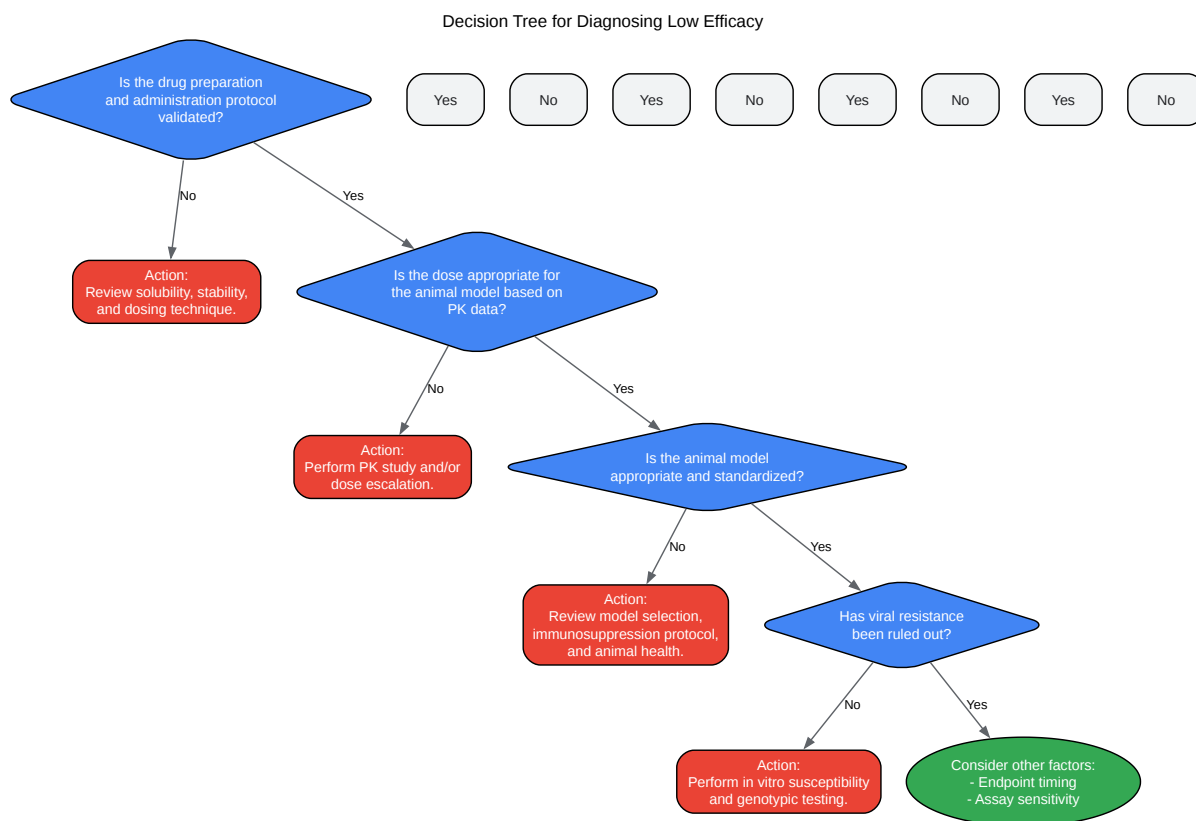 Decision Tree for Diagnosing Low Efficacy
Is the drug preparation
and administration protocol
validated?
Yes
No
Yes
No
Yes
No
Yes
No
No
Yes
Action:
Review solubility, stability,
and dosing technique.
Is the dose appropriate for
the animal model based on
PK data?
No
Yes
Action:
Perform PK study and/or
dose escalation.
Is the animal model
appropriate and standardized?
No
Yes
Action:
Review model selection,
immunosuppression protocol,
and animal health.
Has viral resistance
been ruled out?
No
Yes
Action:
Perform in vitro susceptibility
and genotypic testing.
Consider other factors:
- Endpoint timing
- Assay sensitivity